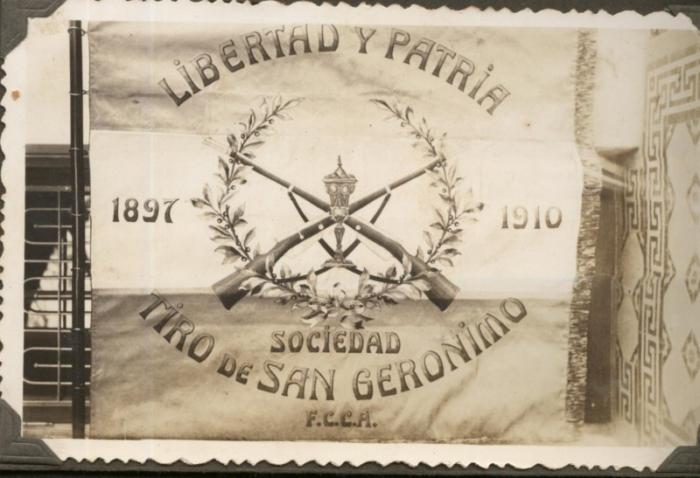 LIBERTAD Y PATRIA
1897 1910
SOCIEDAD
TIRO DE SAN GERONIMO
F.C.C.A.